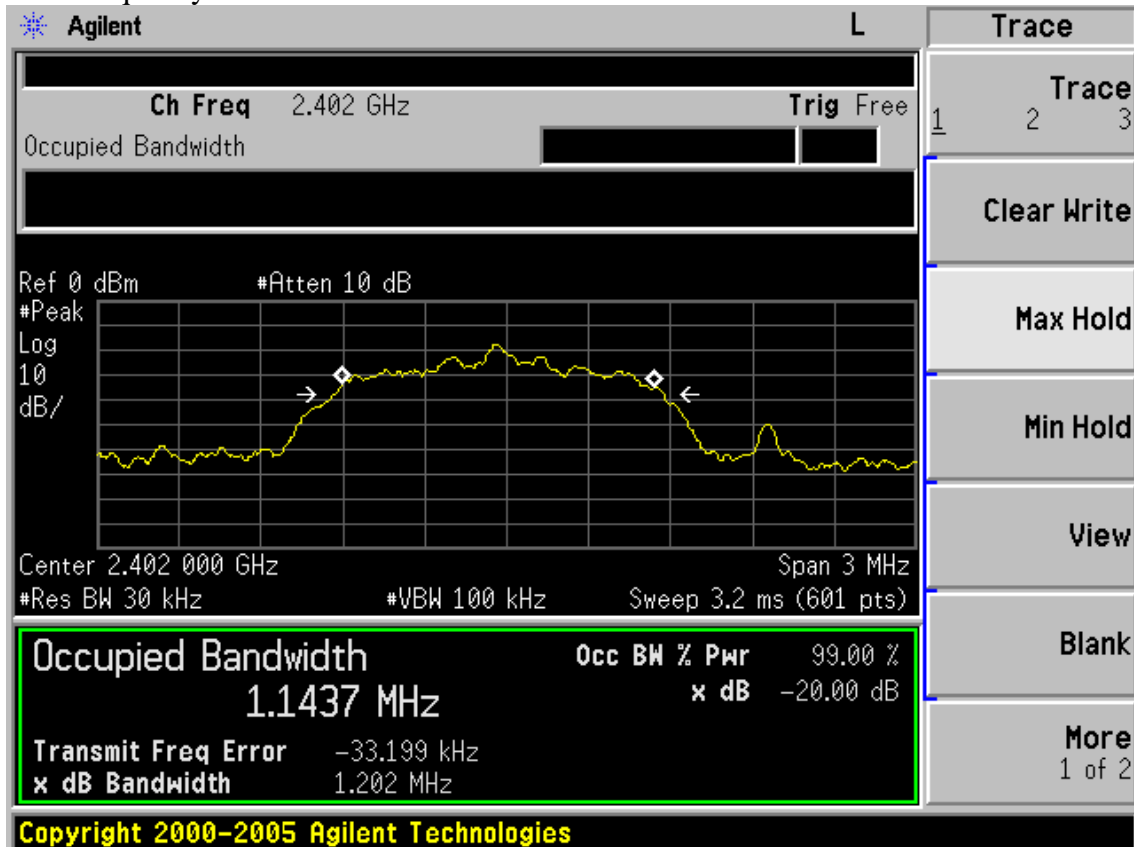 Agilent L Trace
Ch Freq 2.402 GHz Trig Free
Occupied Bandwidth
Trace
1 2 3
Clear Write
Max Hold
Min Hold
View
Blank
More
1 of 2
Ref 0 dBm #Atten 10 dB
#Peak
Log
10
dB/
Center 2.402 000 GHz Span 3 MHz
#Res BW 30 kHz #VBW 100 kHz Sweep 3.2 ms (601 pts)
Occupied Bandwidth Occ BW % Pwr 99.00 %
1.1437 MHz x dB -20.00 dB
Transmit Freq Error -33.199 kHz
x dB Bandwidth 1.202 MHz
Copyright 2000-2005 Agilent Technologies